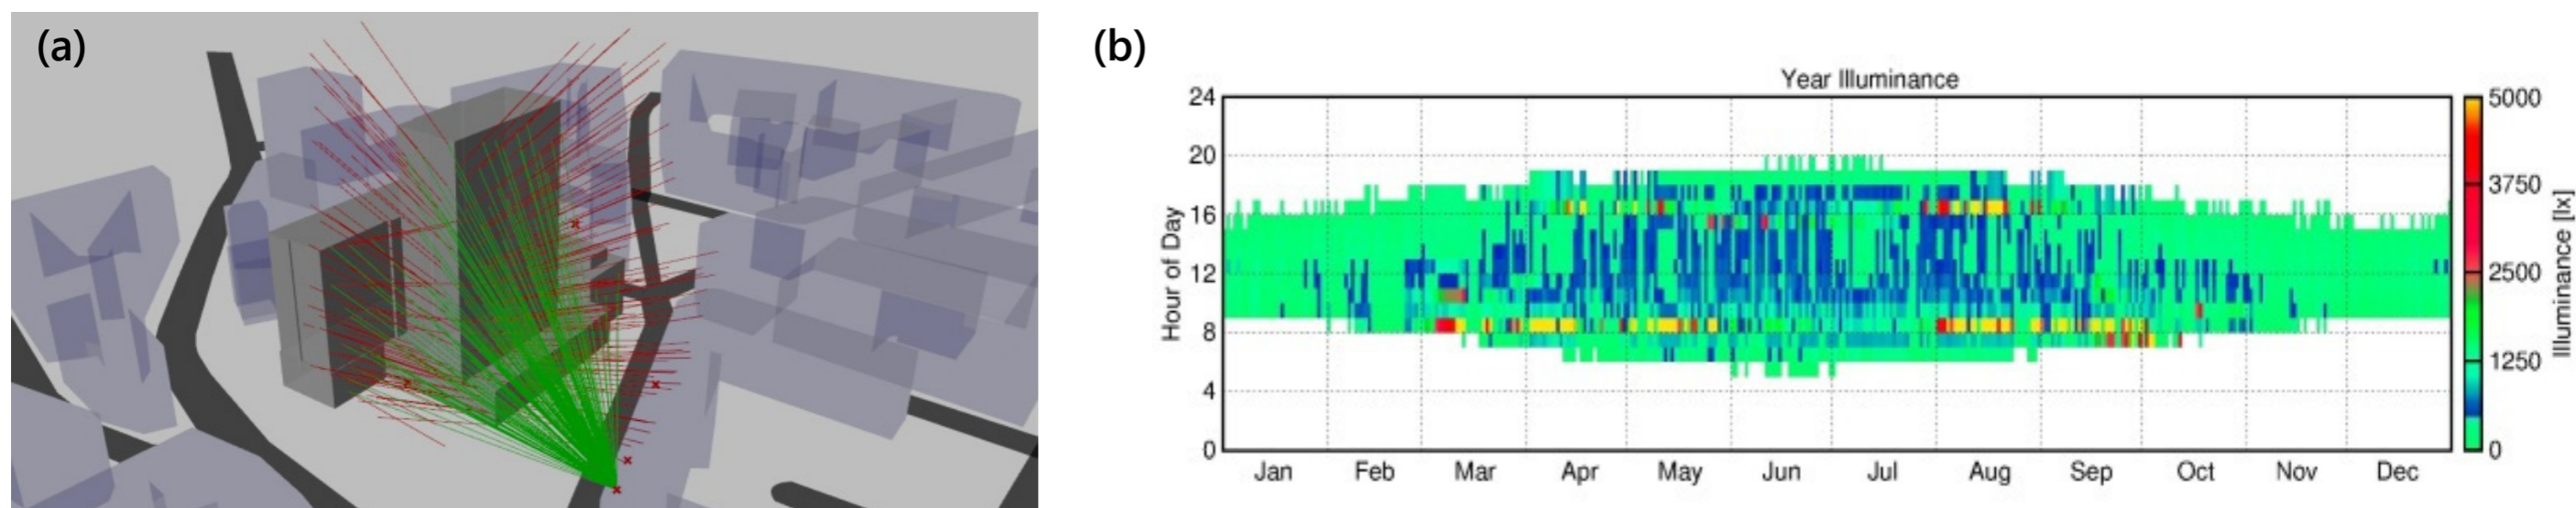 (a)
(b)
Year Illuminance
24
20
16
12
8
4
0
Hour of Day
Jan Feb Mar Apr May Jun Jul Aug Sep Oct Nov Dec
5000
3750
2500
1250
0
Illuminance [lx]